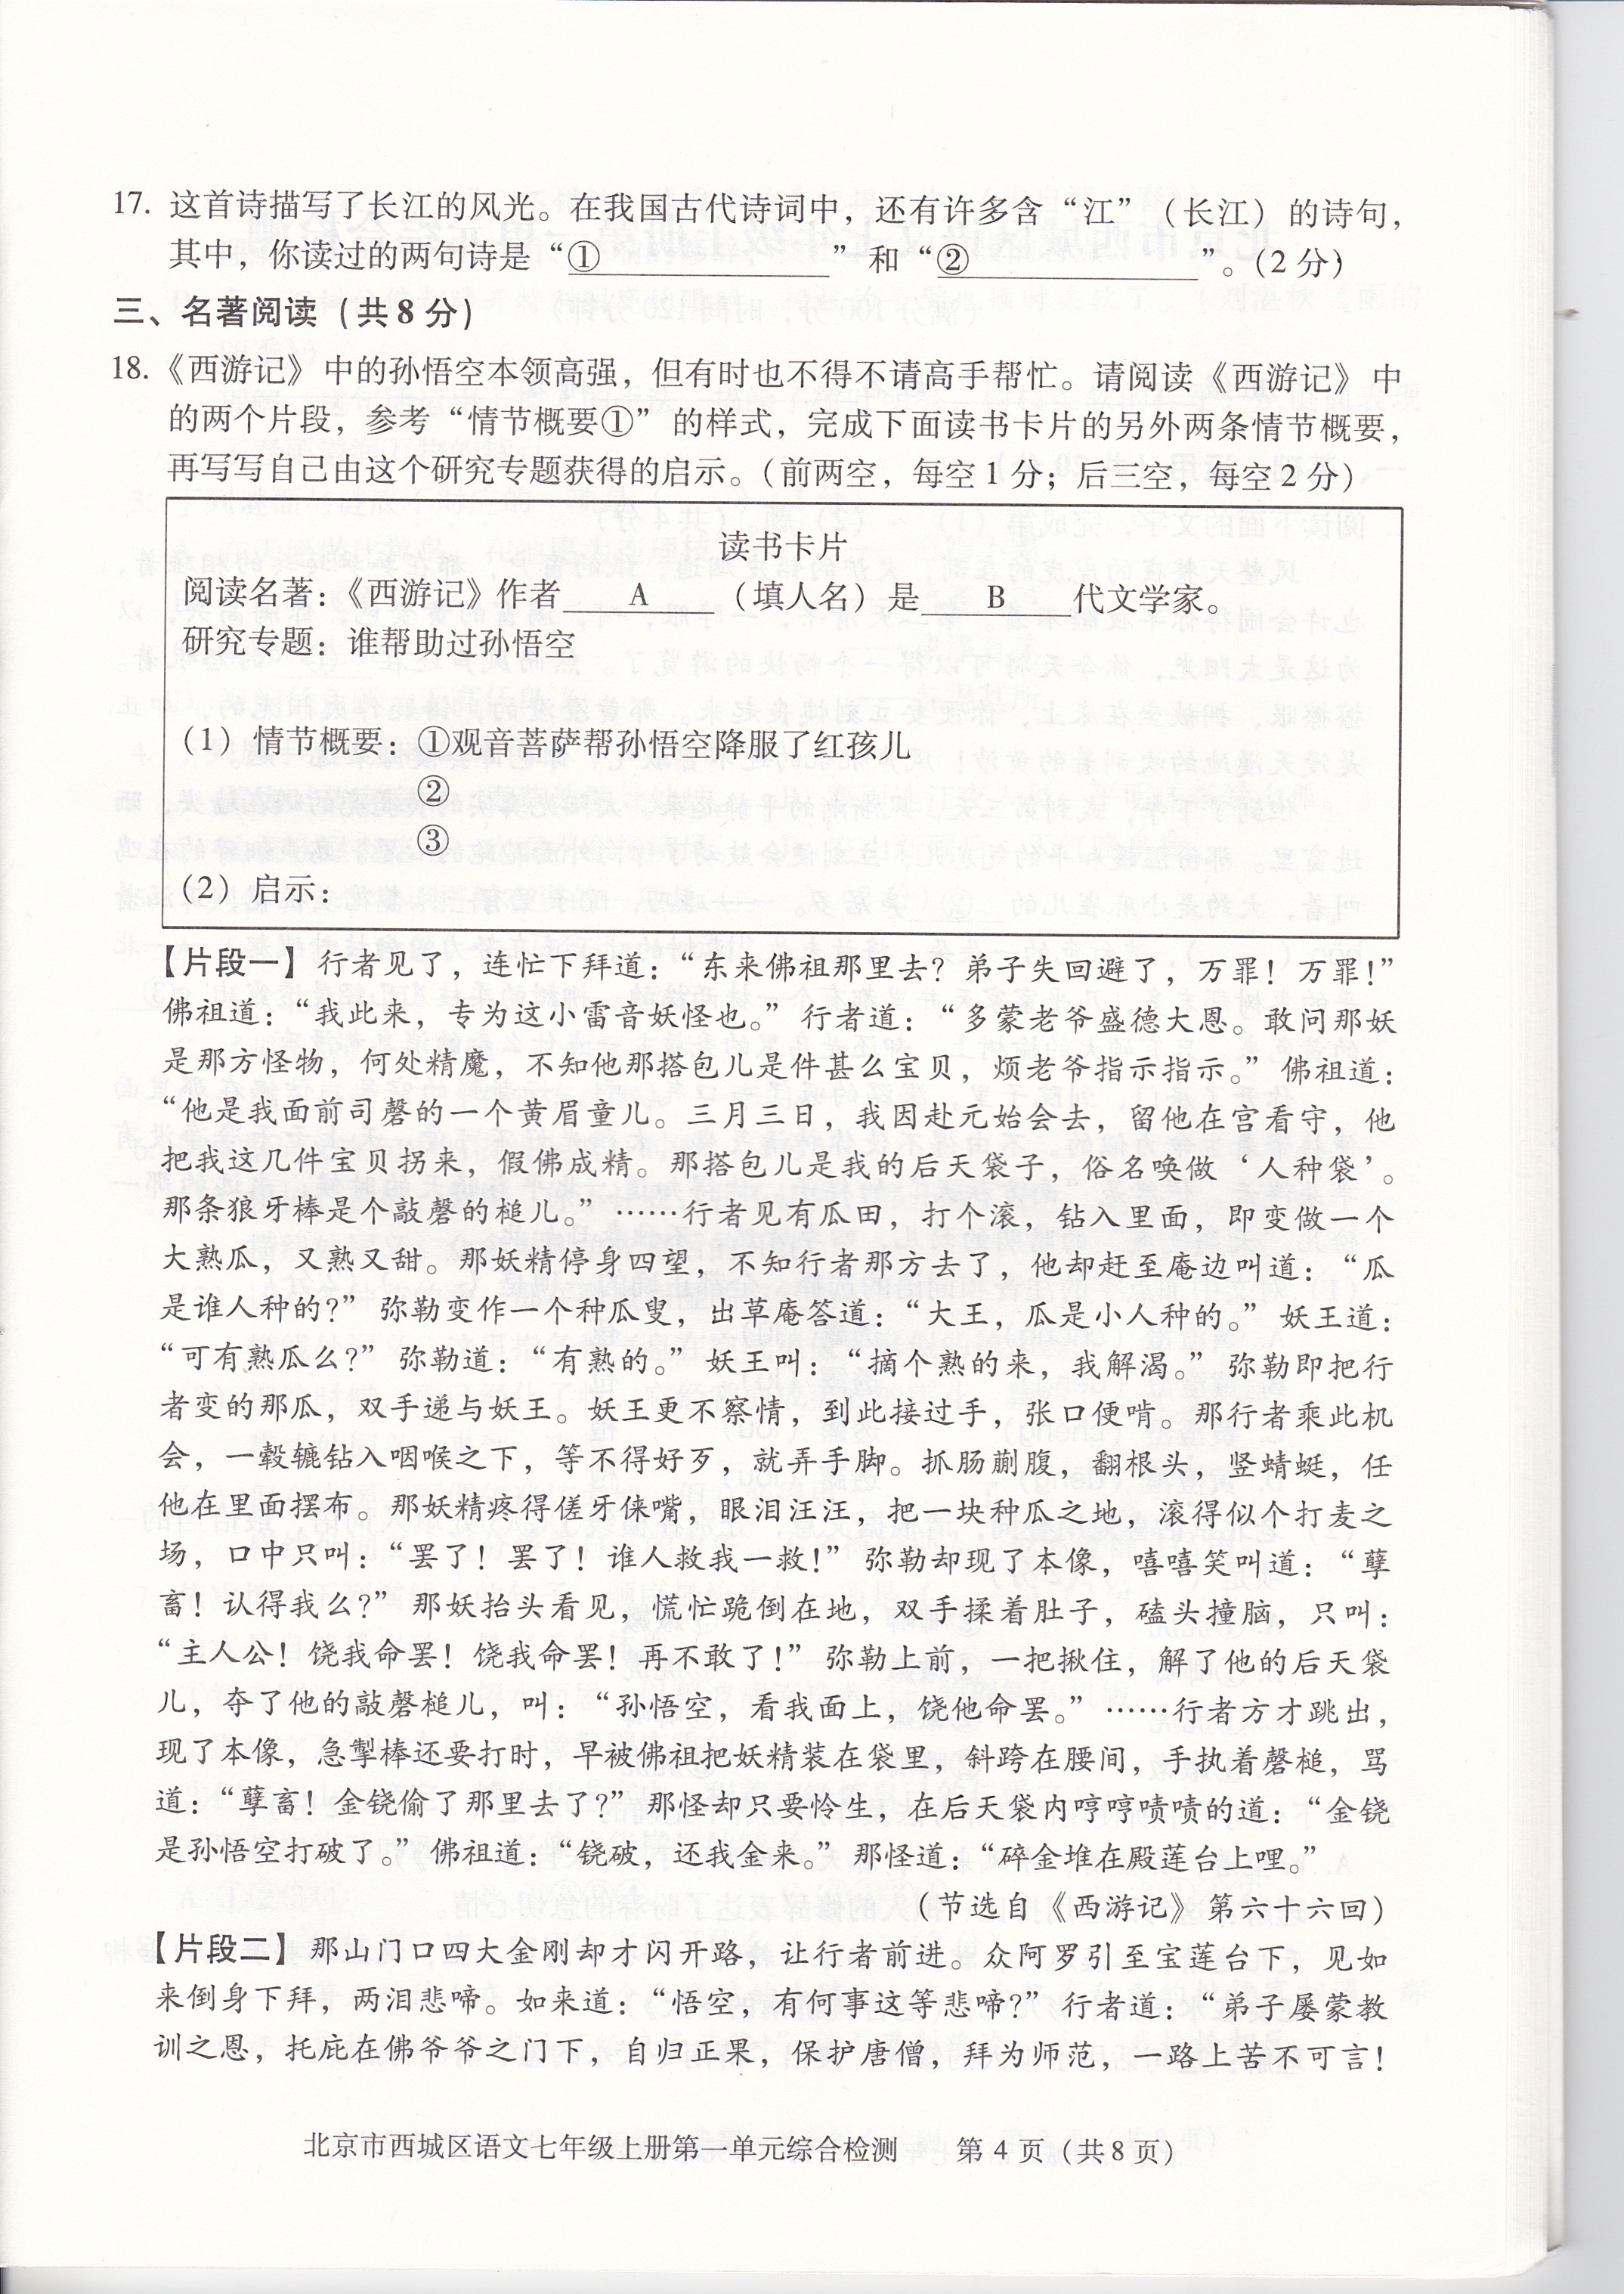 17. 这首诗描写了长江的风光。在我国古代诗词中，还有许多含“江”（长江）的诗句，
其中，你读过的两句诗是“①　　　　”和“②　　　　”。（2 分）
三、名著阅读（共 8 分）
18.《西游记》中的孙悟空本领高强，但有时也不得不请高手帮忙。请阅读《西游记》中
的两个片段，参考“情节概要①”的样式，完成下面读书卡片的另外两条情节概要，
再写写自己由这个研究专题获得的启示。（前两空，每空 1 分；后三空，每空 2 分）
读书卡片
阅读名著：《西游记》作者　A　（填人名）是　B　代文学家。
研究专题：谁帮助过孙悟空
（1）情节概要：①观音菩萨帮孙悟空降服了红孩儿
②
③
（2）启示：
【片段一】行者见了，连忙下拜道：“东来佛祖那里去？弟子失回避了，万罪！万罪！”
佛祖道：“我此来，专为这小雷音妖怪也。”行者道：“多蒙老爷盛德大恩。敢问那妖
是那方怪物，何处精魔，不知他那搭包儿是件甚么宝贝，烦老爷指示指示。”佛祖道：
“他是我面前司磬的一个黄眉童儿。三月三日，我因赴元始会去，留他在宫看守，他
把我这几件宝贝拐来，假佛成精。那搭包儿是我的后天袋子，俗名唤做‘人种袋’。
那条狼牙棒是个敲磬的槌儿。”……行者见有瓜田，打个滚，钻入里面，即变做一个
大熟瓜，又熟又甜。那妖精停身四望，不知行者那方去了，他却赶至庵边叫道：“瓜
是谁人种的？”弥勒变作一个种瓜叟，出草庵答道：“大王，瓜是小人种的。”妖王道：
“可有熟瓜么？”弥勒道：“有熟的。”妖王叫：“摘个熟的来，我解渴。”弥勒即把行
者变的那瓜，双手递与妖王。妖王更不察情，到此接过手，张口便啃。那行者乘此机
会，一毂辘钻入咽喉之下，等不得好歹，就弄手脚。抓肠蒯腹，翻根头，竖蜻蜓，任
他在里面摆布。那妖精疼得傞牙倈嘴，眼泪汪汪，把一块种瓜之地，滚得似个打麦之
场，口中只叫：“罢了！罢了！谁人救我一救！”弥勒却现了本像，嘻嘻笑叫道：“孽
畜！认得我么？”那妖抬头看见，慌忙跪倒在地，双手揉着肚子，磕头撞脑，只叫：
“主人公！饶我命罢！饶我命罢！再不敢了！”弥勒上前，一把揪住，解了他的后天袋
儿，夺了他的敲磬槌儿，叫：“孙悟空，看我面上，饶他命罢。”……行者方才跳出，
现了本像，急掣棒还要打时，早被佛祖把妖精装在袋里，斜跨在腰间，手执着磬槌，骂
道：“孽畜！金铙偷了那里去了？”那怪却只要怜生，在后天袋内哼哼啧啧的道：“金铙
是孙悟空打破了。”佛祖道：“铙破，还我金来。”那怪道：“碎金堆在殿莲台上哩。”
（节选自《西游记》第六十六回）
【片段二】那山门口四大金刚却才闪开路，让行者前进。众阿罗引至宝莲台下，见如
来倒身下拜，两泪悲啼。如来道：“悟空，有何事这等悲啼？”行者道：“弟子屡蒙教
训之恩，托庇在佛爷爷之门下，自归正果，保护唐僧，拜为师范，一路上苦不可言！
北京市西城区语文七年级上册第一单元综合检测　第 4 页（共 8 页）